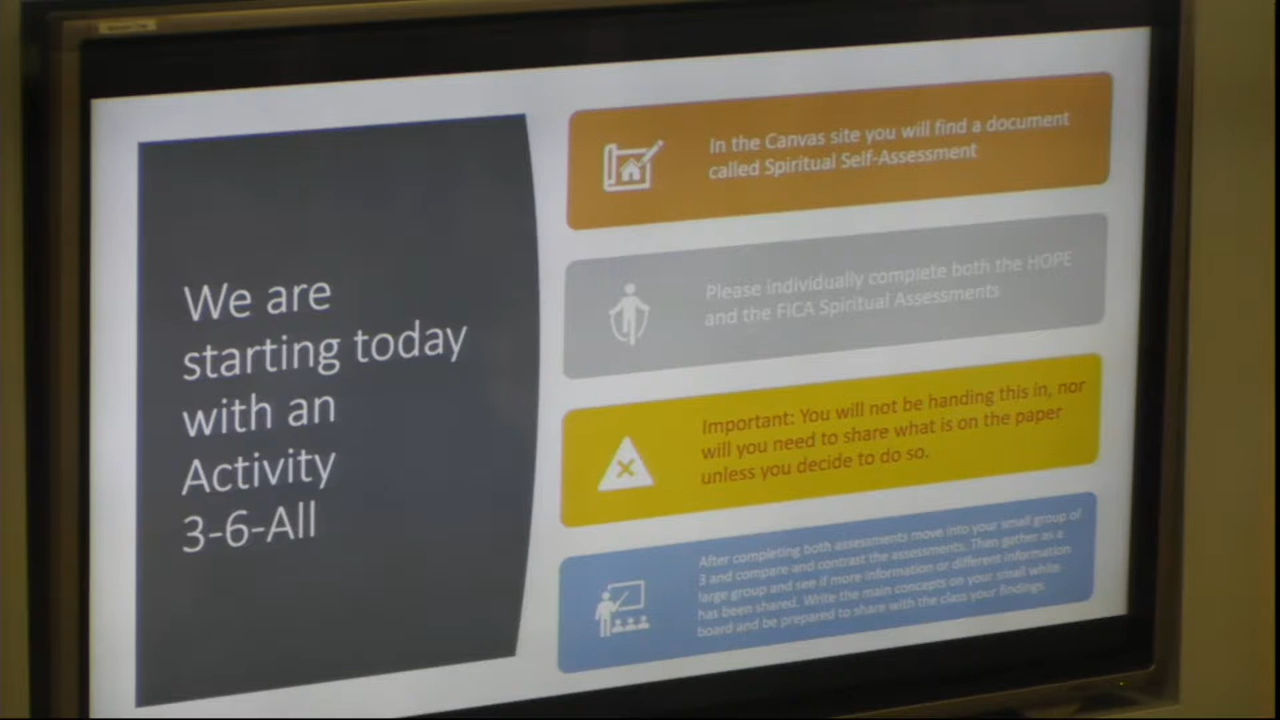 We are
starting today
with an
Activity
3-6-All
In the Canvas site you will find a document
called Spiritual Self-Assessment
Please individually complete both the HOPE
and the FICA Spiritual Assessments
Important: You will not be handing this in, nor
will you need to share what is on the paper
unless you decide to do so.
After completing both assessments move into your small group of
3 and compare and contrast the assessments. Then gather as a
large group and see if more information or different information
has been shared. Write the main concepts on your small white
board and be prepared to share with the class your findings.